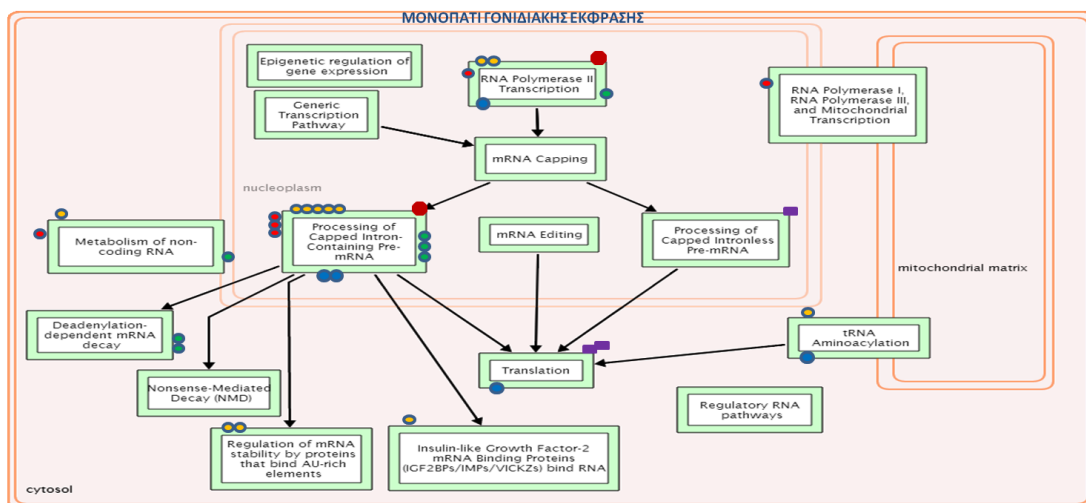 ΜΟΝΟΠΑΤΙ ΓΟΝΙΔΙΑΚΗΣ ΕΚΦΡΑΣΗΣ
Epigenetic regulation of
gene expression
RNA Polymerase II
Transcription
RNA Polymerase I,
RNA Polymerase III,
and Mitochondrial
Transcription
Generic
Transcription
Pathway
mRNA Capping
nucleoplasm
Metabolism of non-
coding RNA
Processing of
Capped Intron-
Containing Pre-
mRNA
mRNA Editing
Processing of
Capped Intronless
Pre-mRNA
mitochondrial matrix
Deadenylation-
dependent mRNA
decay
tRNA
Aminoacylation
Translation
Nonsense-Mediated
Decay (NMD)
Regulatory RNA
pathways
Regulation of mRNA
stability by proteins
that bind AU-rich
elements
Insulin-like Growth Factor-2
mRNA Binding Proteins
(IGF2BPs/IMPs/VICKZs) bind RNA
cytosol